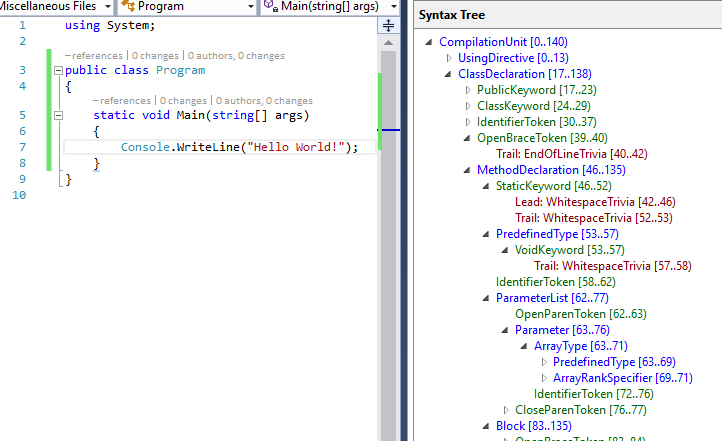 Miscellaneous Files
Program
Main(string[] args)
1 using System;
2
–references | 0 changes | 0 authors, 0 changes
3 public class Program
4 {
–references | 0 changes | 0 authors, 0 changes
5 static void Main(string[] args)
6 {
7 Console.WriteLine("Hello World!");
8 }
9 }
10
Syntax Tree
CompilationUnit [0..140]
UsingDirective [0..13]
ClassDeclaration [17..138]
PublicKeyword [17..23]
ClassKeyword [24..29]
IdentifierToken [30..37]
OpenBraceToken [39..40]
Trail: EndOfLineTrivia [40..42]
MethodDeclaration [46..135]
StaticKeyword [46..52]
Lead: WhitespaceTrivia [42..46]
Trail: WhitespaceTrivia [52..53]
PredefinedType [53..57]
VoidKeyword [53..57]
Trail: WhitespaceTrivia [57..58]
IdentifierToken [58..62]
ParameterList [62..77]
OpenParenToken [62..63]
Parameter [63..76]
ArrayType [63..71]
PredefinedType [63..69]
ArrayRankSpecifier [69..71]
IdentifierToken [72..76]
CloseParenToken [76..77]
Block [83..135]
OpenBraceToken [83..84]